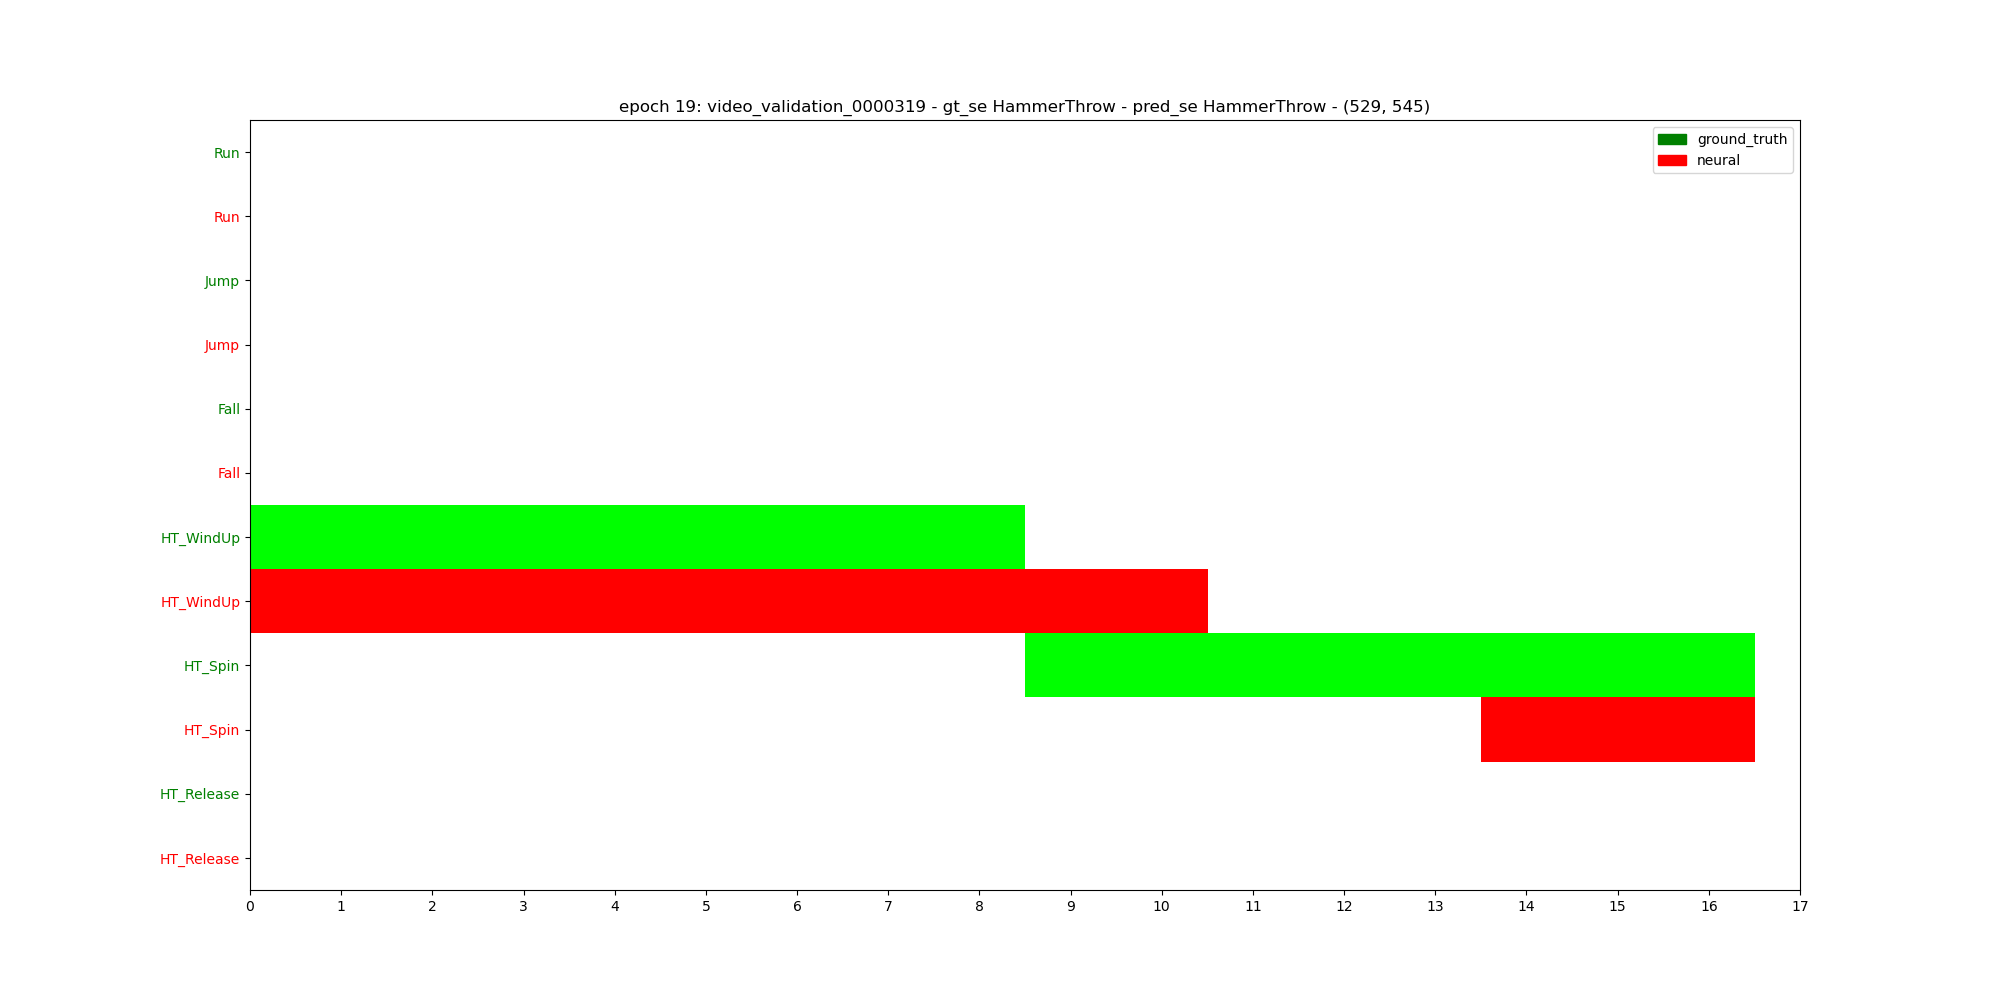 epoch 19: video_validation_0000319 - gt_se HammerThrow - pred_se HammerThrow - (529, 545)
ground_truth
neural
Run
Run
Jump
Jump
Fall
Fall
HT_WindUp
HT_WindUp
HT_Spin
HT_Spin
HT_Release
HT_Release
0 1 2 3 4 5 6 7 8 9 10 11 12 13 14 15 16 17